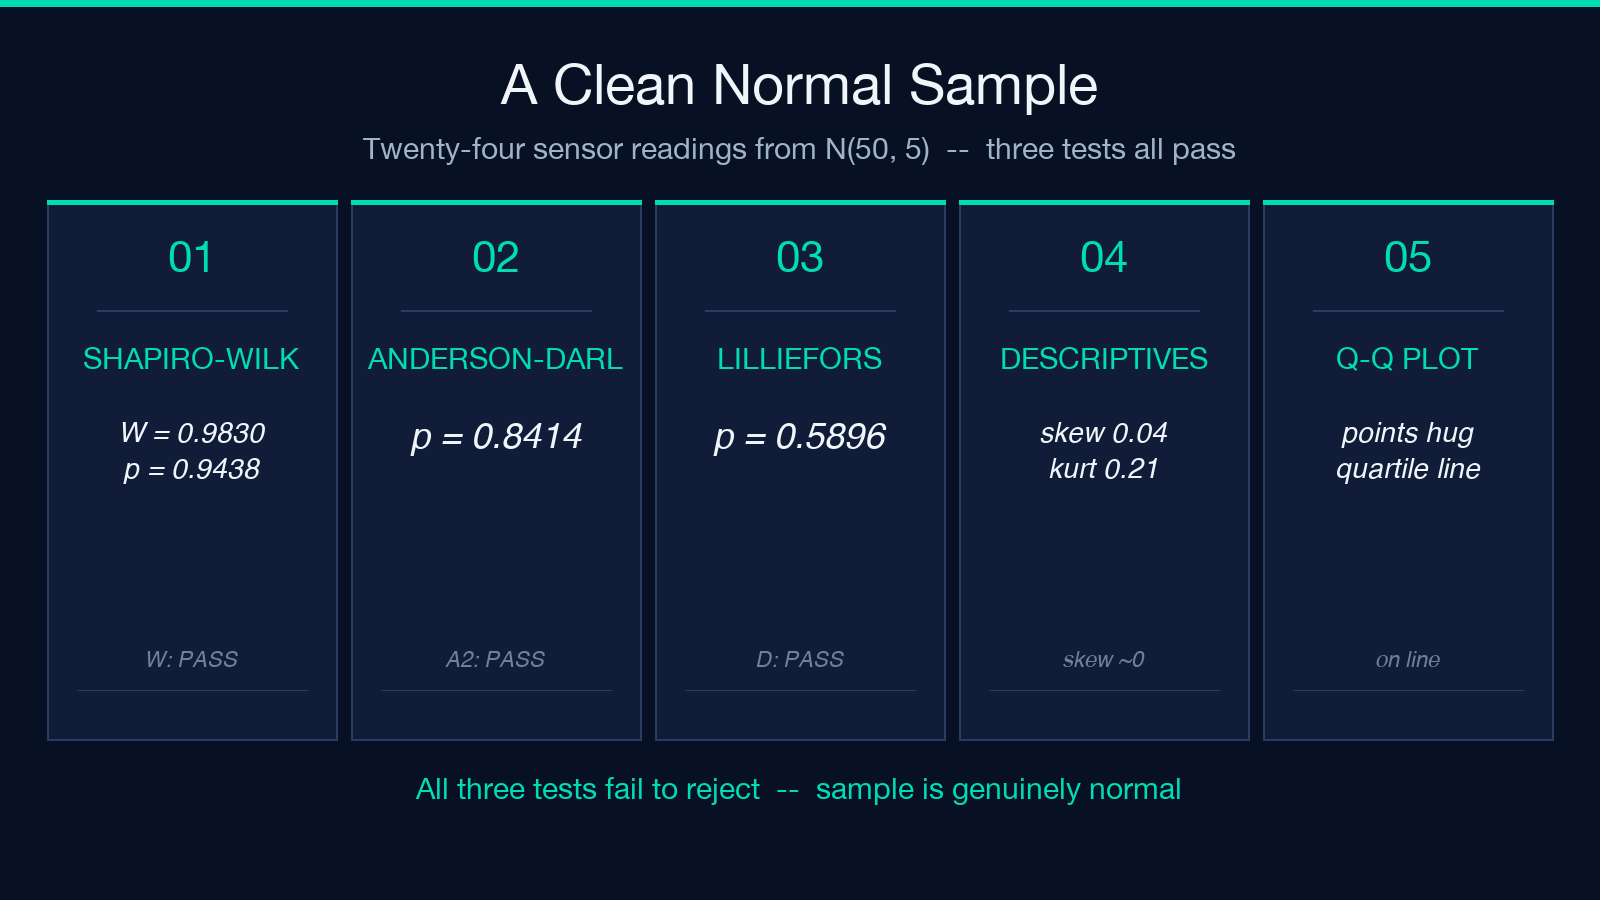 A Clean Normal Sample
Twenty-four sensor readings from N(50, 5) -- three tests all pass
01
SHAPIRO-WILK
W = 0.9830
p = 0.9438
W: PASS
02
ANDERSON-DARL
p = 0.8414
A2: PASS
03
LILLIEFORS
p = 0.5896
D: PASS
04
DESCRIPTIVES
skew 0.04
kurt 0.21
skew ~0
05
Q-Q PLOT
points hug
quartile line
on line
All three tests fail to reject -- sample is genuinely normal